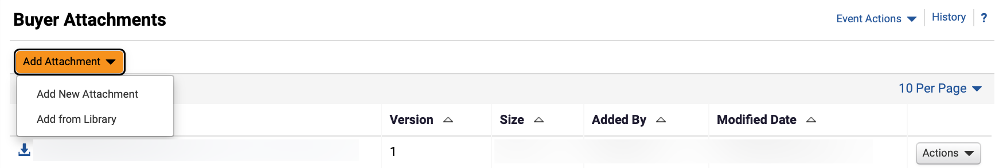 Buyer Attachments
Event Actions
History
?
Add Attachment
Add New Attachment
Add from Library
10 Per Page
Version
Size
Added By
Modified Date
1
Actions